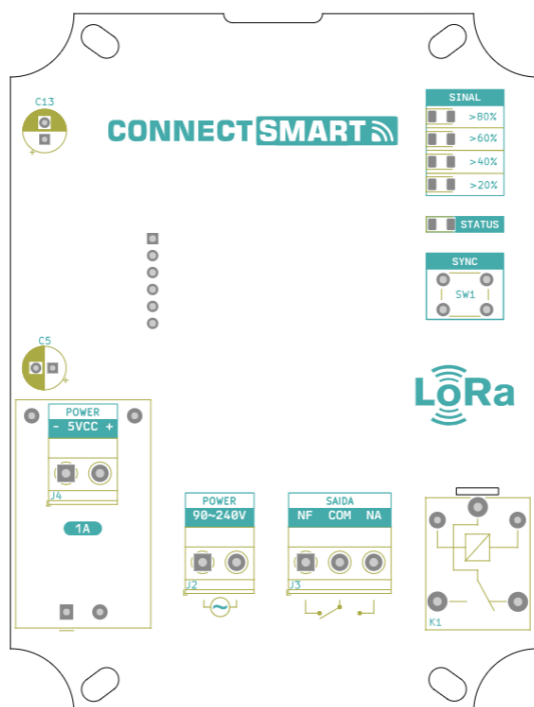 C13
+
CONNECTSMART
SINAL
>80%
>60%
>40%
>20%
STATUS
SYNC
SW1
C5
+
LoRa
POWER
- 5VCC +
J4
1A
POWER
90~240V
J2
SAIDA
NF COM NA
J3
K1